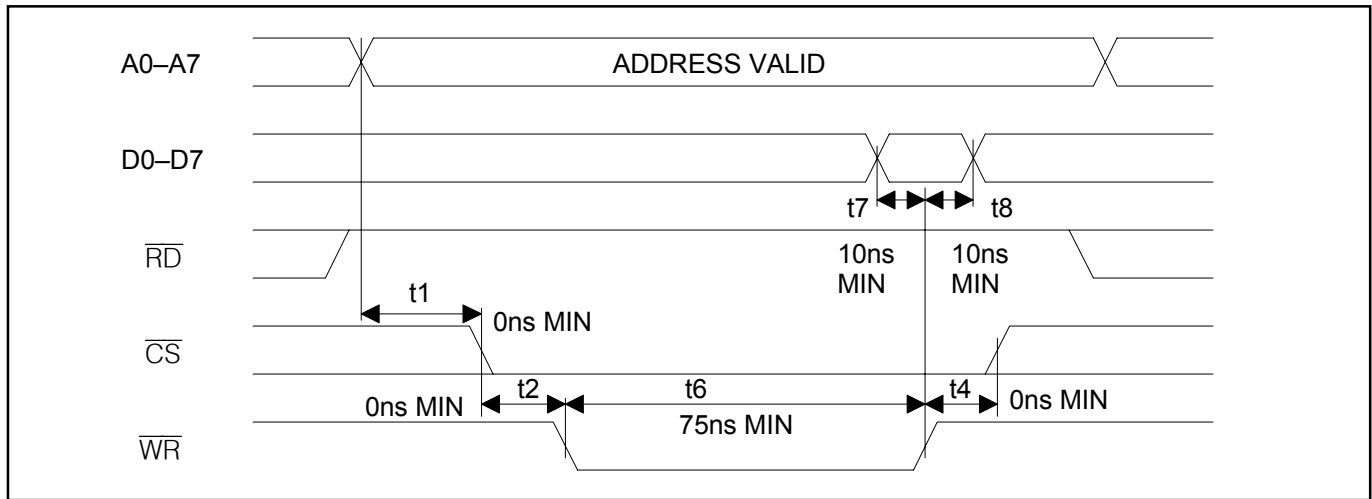 A0–A7
ADDRESS VALID
D0–D7
t7
t8
RD
10ns
MIN
10ns
MIN
t1
0ns MIN
CS
t2
t6
t4
0ns MIN
75ns MIN
0ns MIN
WR